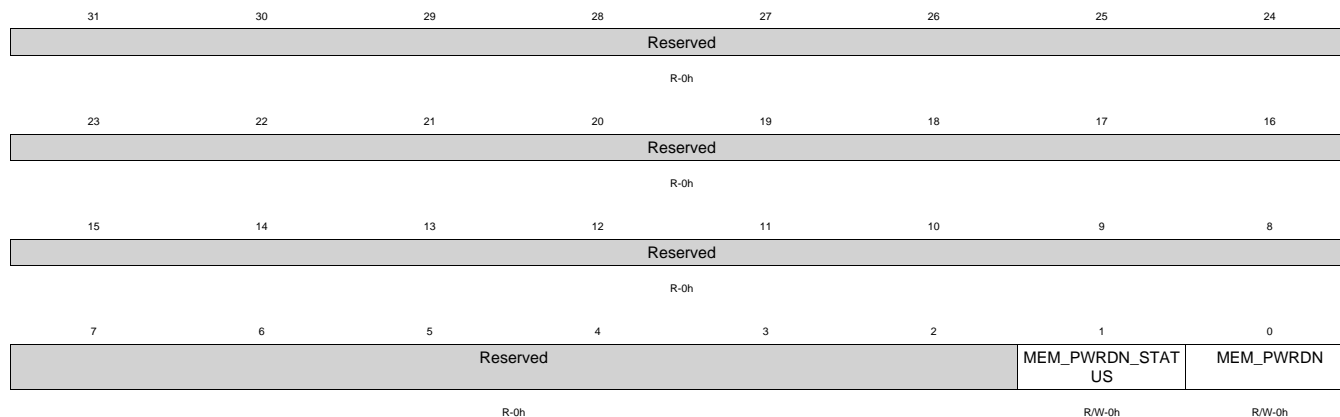 31 30 29 28 27 26 25 24
Reserved
R-0h
23 22 21 20 19 18 17 16
Reserved
R-0h
15 14 13 12 11 10 9 8
Reserved
R-0h
7 6 5 4 3 2 1 0
Reserved MEM_PWRDN_STAT MEM_PWRDN
US
R-0h R/W-0h R/W-0h